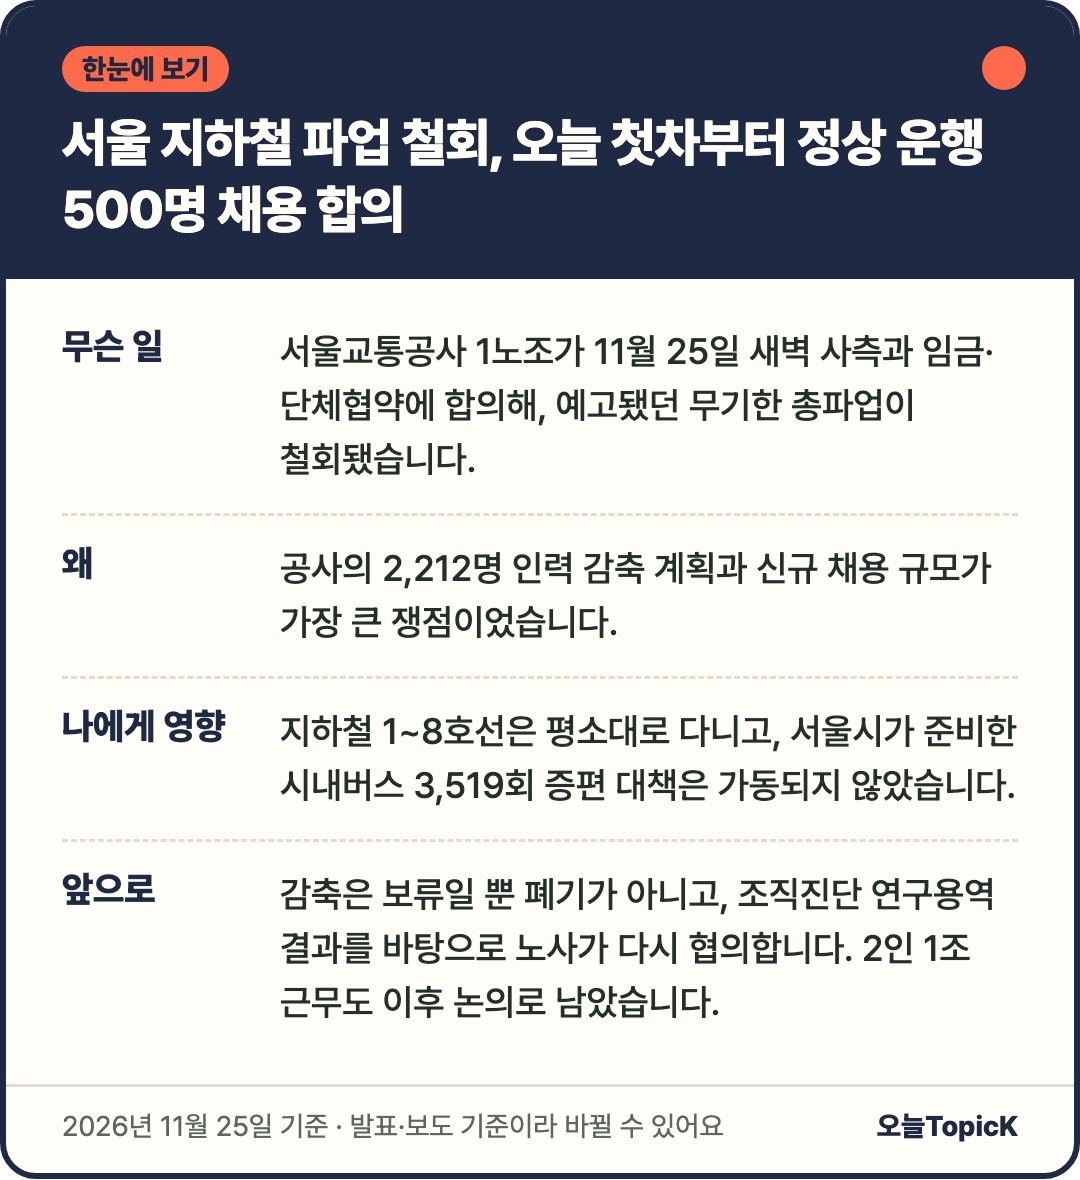 한눈에 보기
서울 지하철 파업 철회, 오늘 첫차부터 정상 운행
500명 채용 합의
무슨 일
서울교통공사 1노조가 11월 25일 새벽 사측과 임금·
단체협약에 합의해, 예고됐던 무기한 총파업이
철회됐습니다.
왜
공사의 2,212명 인력 감축 계획과 신규 채용 규모가
가장 큰 쟁점이었습니다.
나에게 영향
지하철 1~8호선은 평소대로 다니고, 서울시가 준비한
시내버스 3,519회 증편 대책은 가동되지 않았습니다.
앞으로
감축은 보류일 뿐 폐기가 아니고, 조직진단 연구용역
결과를 바탕으로 노사가 다시 협의합니다. 2인 1조
근무도 이후 논의로 남았습니다.
2026년 11월 25일 기준 · 발표·보도 기준이라 바뀔 수 있어요
오늘TopicK